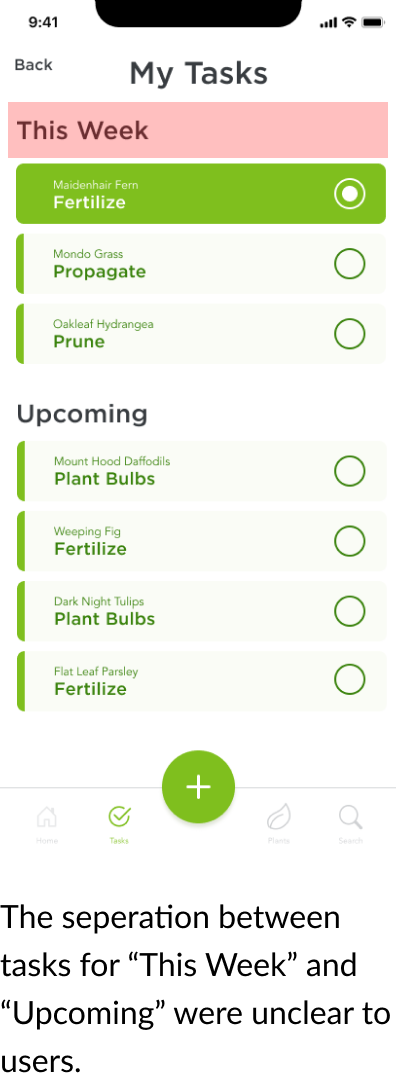 9:41
Back
My Tasks
This Week
Maidenhair Fern
Fertilize
Mondo Grass
Propagate
Oakleaf Hydrangea
Prune
Upcoming
Mount Hood Daffodils
Plant Bulbs
Weeping Fig
Fertilize
Dark Night Tulips
Plant Bulbs
Flat Leaf Parsley
Fertilize
Home
Tasks
Plants
Search
The seperation between
tasks for “This Week” and
“Upcoming” were unclear to
users.